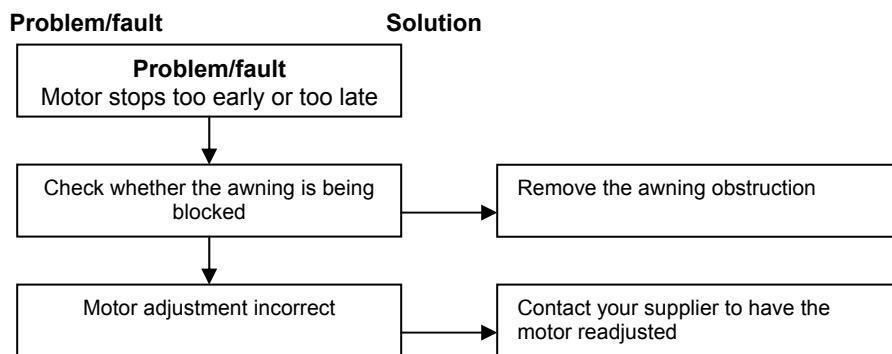 Problem/fault Solution
Problem/fault
Motor stops too early or too late
Check whether the awning is being
blocked
Remove the awning obstruction
Motor adjustment incorrect
Contact your supplier to have the
motor readjusted